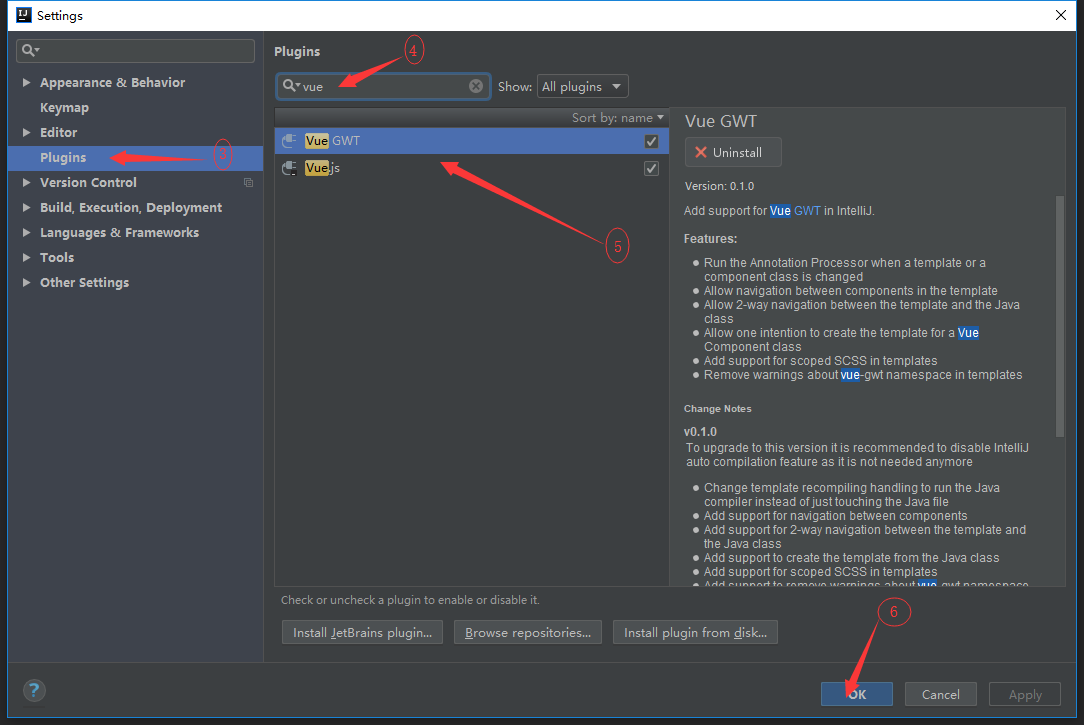 Settings
Appearance & Behavior
Keymap
Editor
Plugins
Version Control
Build, Execution, Deployment
Languages & Frameworks
Tools
Other Settings
3
Plugins
4
vue
Show: All plugins
Sort by: name
Vue GWT
Vue.js
5
Vue GWT
Uninstall
Version: 0.1.0
Add support for Vue GWT in IntelliJ.
Features:
Run the Annotation Processor when a template or a
component class is changed
Allow navigation between components in the template
Allow 2-way navigation between the template and the Java
class
Allow one intention to create the template for a Vue
Component class
Add support for scoped SCSS in templates
Remove warnings about vue-gwt namespace in templates
Change Notes
v0.1.0
To upgrade to this version it is recommended to disable IntelliJ
auto compilation feature as it is not needed anymore
Change template recompiling handling to run the Java
compiler instead of just touching the Java file
Add support for navigation between components
Add support for 2-way navigation between the template and
the Java class
Add support to create the template from the Java class
Add support for scoped SCSS in templates
Add support to remove warnings about vue-gwt namespace
Check or uncheck a plugin to enable or disable it.
Install JetBrains plugin...
Browse repositories...
Install plugin from disk...
6
?
OK
Cancel
Apply